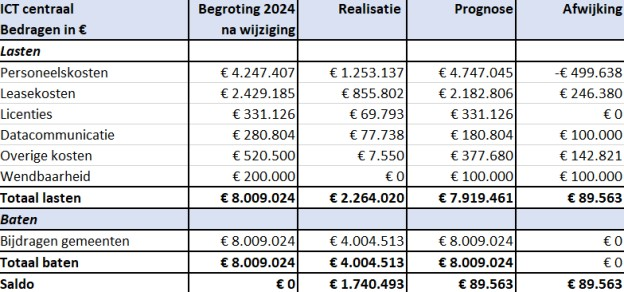 ICT centraal Begroting 2024 Realisatie Prognose Afwijking
Bedragen in € na wijziging
Lasten
Personeelskosten € 4.247.407 € 1.253.137 € 4.747.045 -€ 499.638
Leasekosten € 2.429.185 € 855.802 € 2.182.806 € 246.380
Licenties € 331.126 € 69.793 € 331.126 € 0
Datacommunicatie € 280.804 € 77.738 € 180.804 € 100.000
Overige kosten € 520.500 € 7.550 € 377.680 € 142.821
Wendbaarheid € 200.000 € 0 € 100.000 € 100.000
Totaal lasten € 8.009.024 € 2.264.020 € 7.919.461 € 89.563
Baten
Bijdragen gemeenten € 8.009.024 € 4.004.513 € 8.009.024 € 0
Totaal baten € 8.009.024 € 4.004.513 € 8.009.024 € 0
Saldo € 0 € 1.740.493 € 89.563 € 89.563